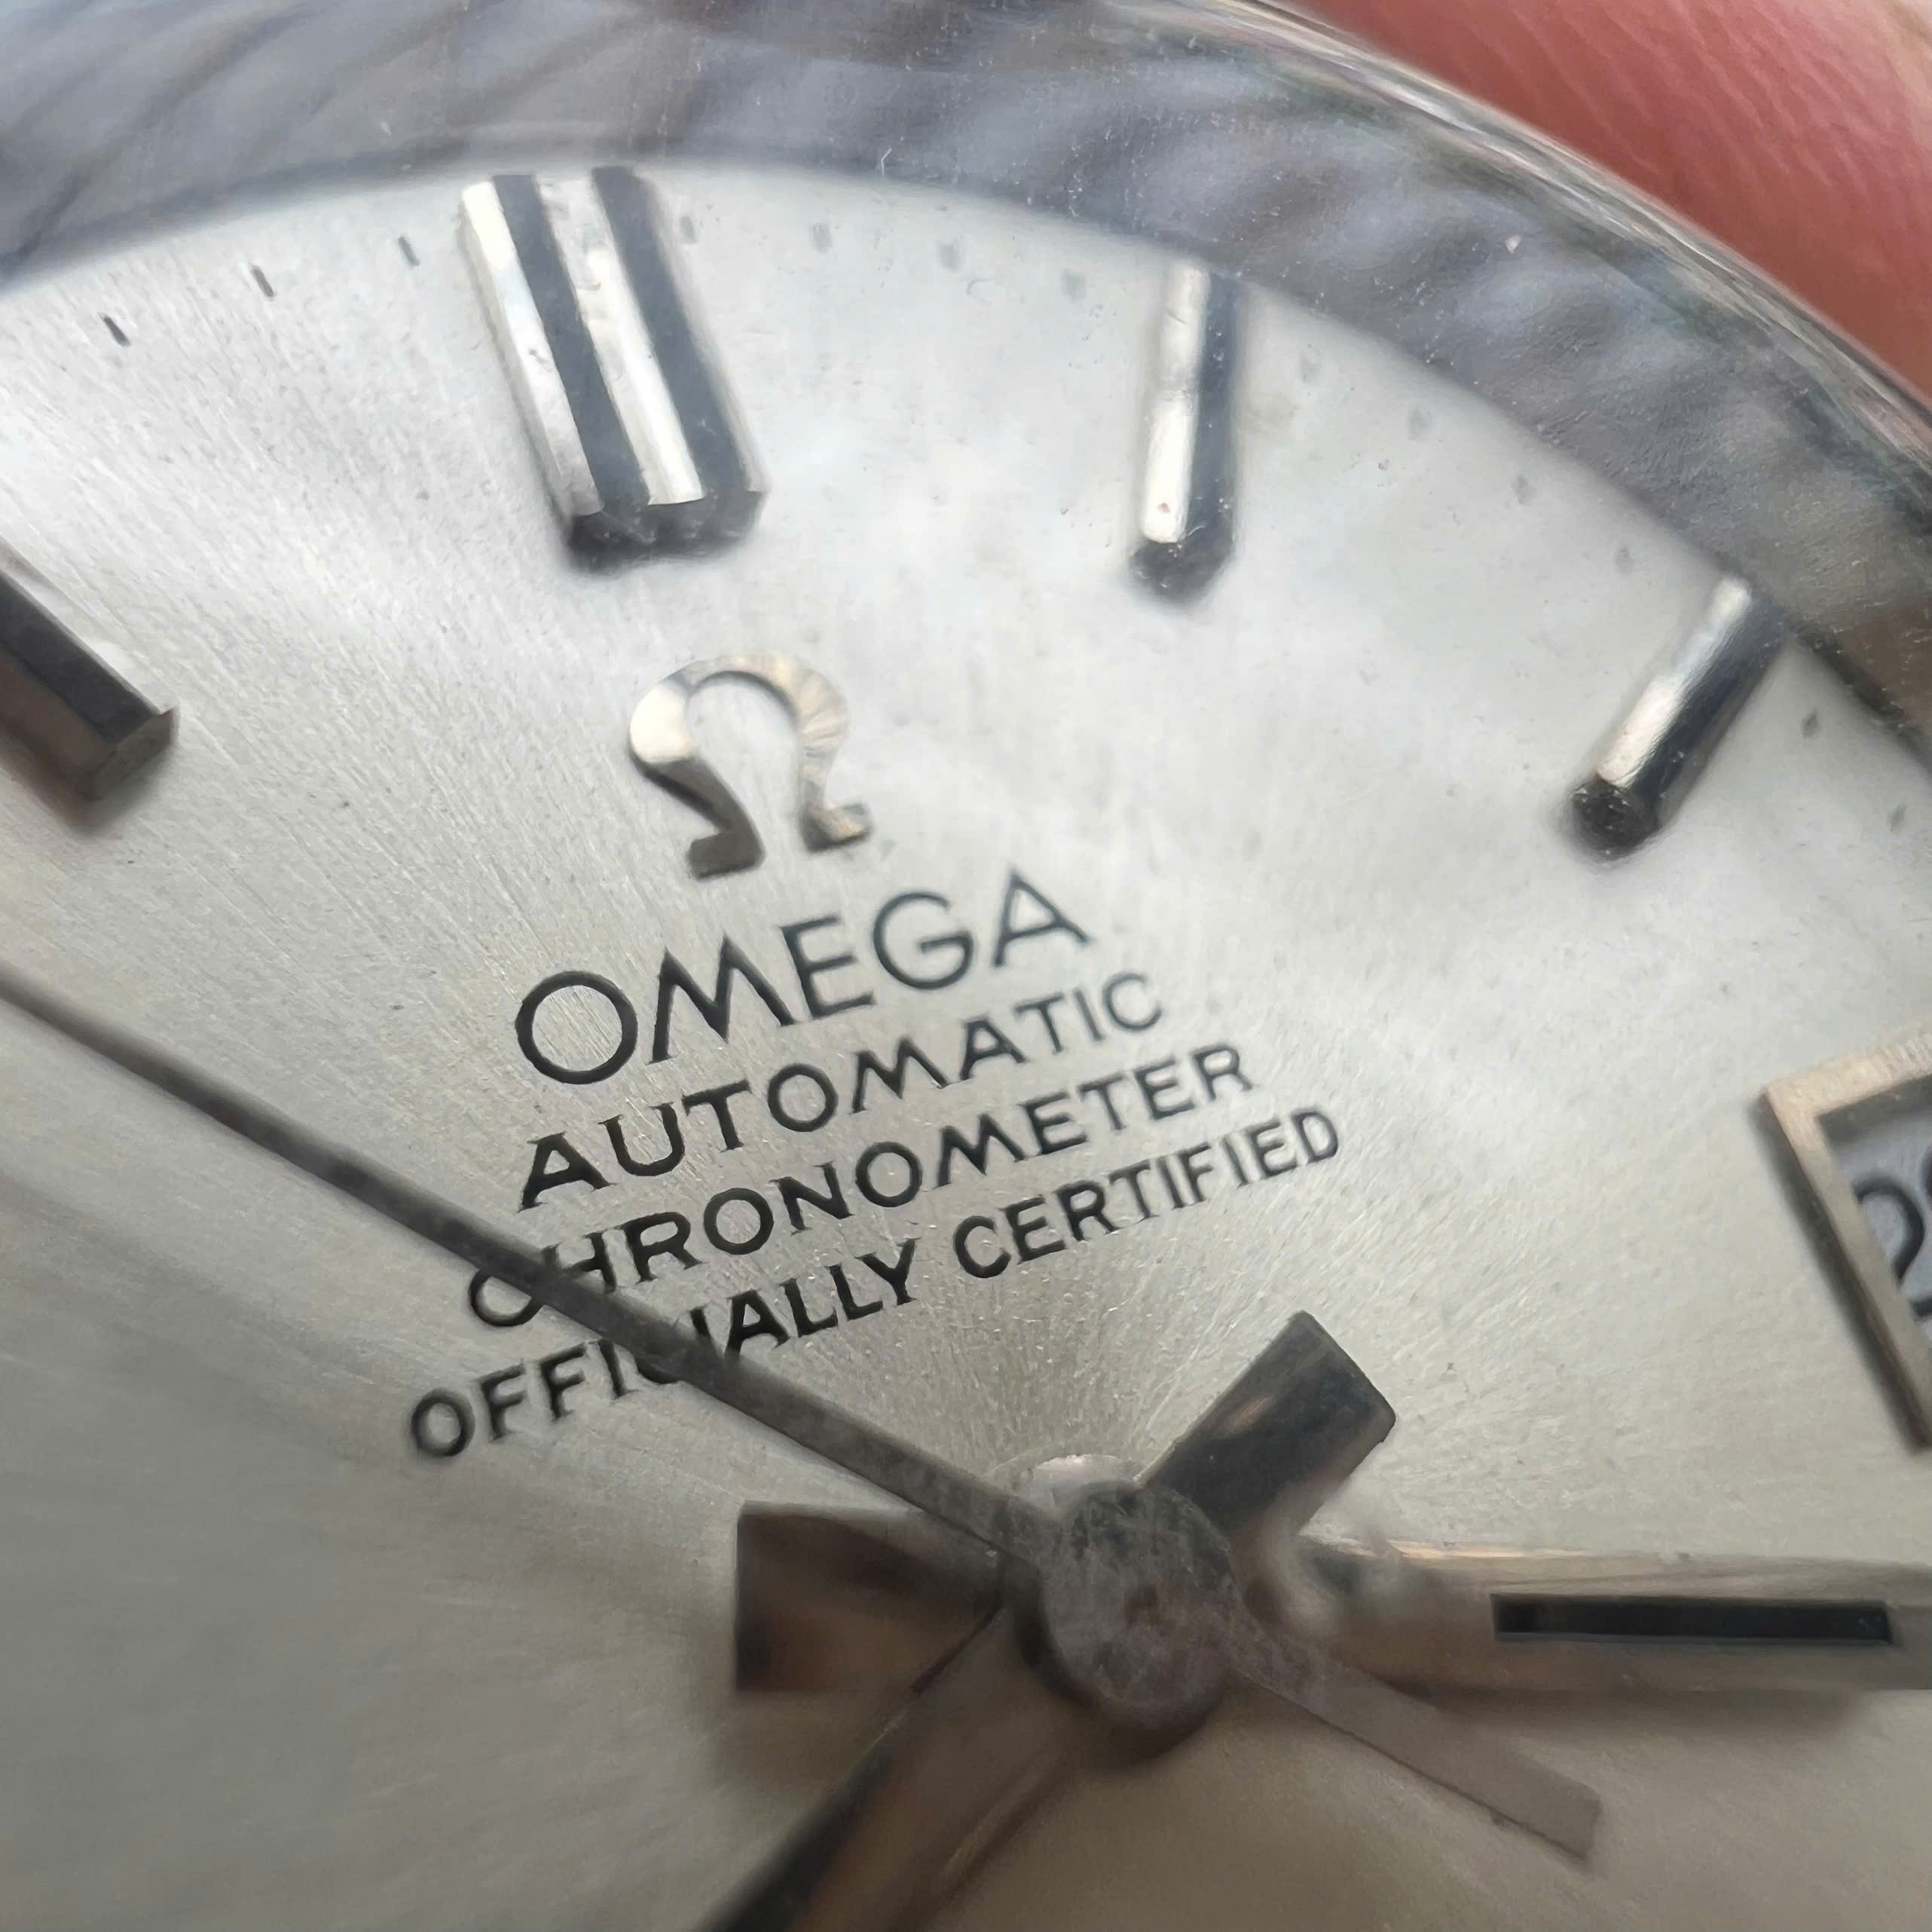 Ω
OMEGA
AUTOMATIC
CHRONOMETER
OFFICIALLY CERTIFIED